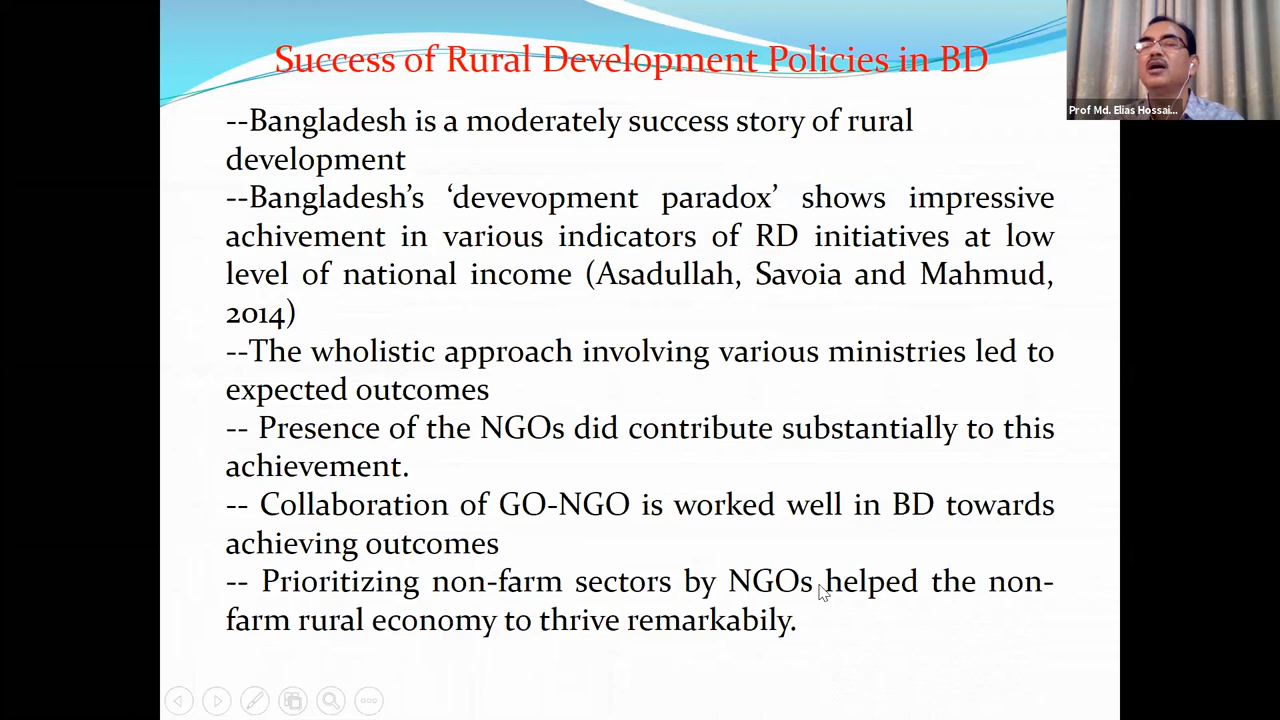 Success of Rural Development Policies in BD
Prof Md. Elias Hossai...
--Bangladesh is a moderately success story of rural
development
--Bangladesh’s ‘devevopment paradox’ shows impressive
achivement in various indicators of RD initiatives at low
level of national income (Asadullah, Savoia and Mahmud,
2014)
--The wholistic approach involving various ministries led to
expected outcomes
-- Presence of the NGOs did contribute substantially to this
achievement.
-- Collaboration of GO-NGO is worked well in BD towards
achieving outcomes
-- Prioritizing non-farm sectors by NGOs helped the non-
farm rural economy to thrive remarkabily.